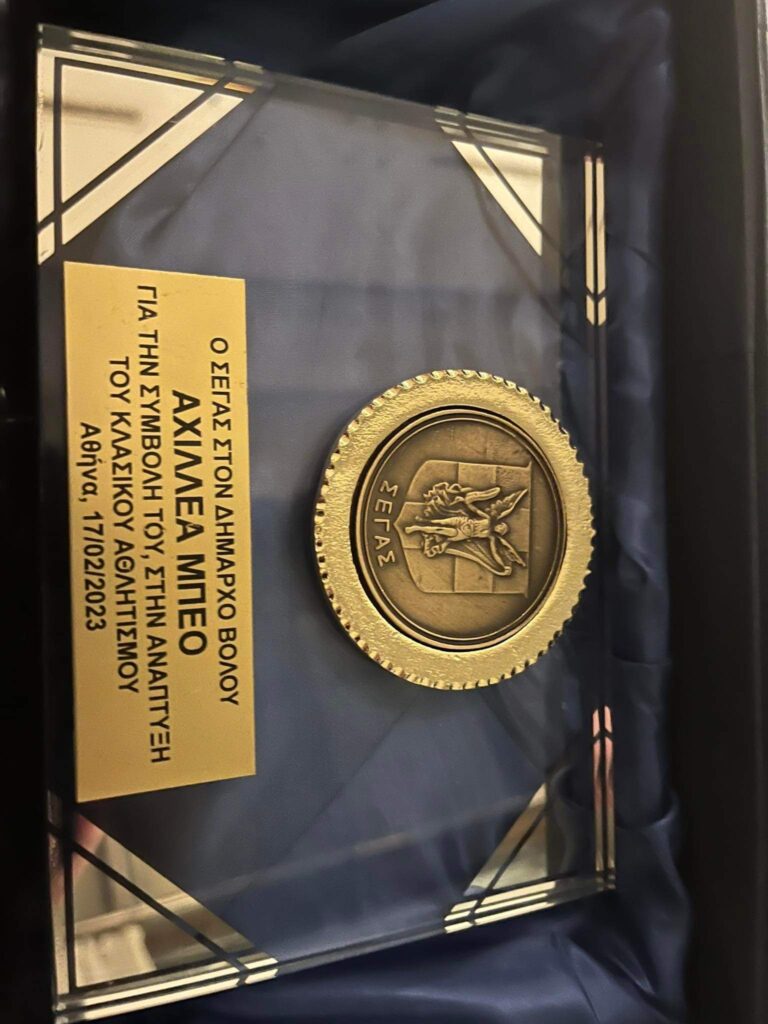 ΣΕΓΑΣ
Ο ΣΕΓΑΣ ΣΤΟΝ ΔΗΜΑΡΧΟ ΒΟΛΟΥ
ΑΧΙΛΛΕΑ ΜΠΕΟ
ΓΙΑ ΤΗΝ ΣΥΜΒΟΛΗ ΤΟΥ, ΣΤΗΝ ΑΝΑΠΤΥΞΗ
ΤΟΥ ΚΛΑΣΙΚΟΥ ΑΘΛΗΤΙΣΜΟΥ
Αθήνα, 17/02/2023